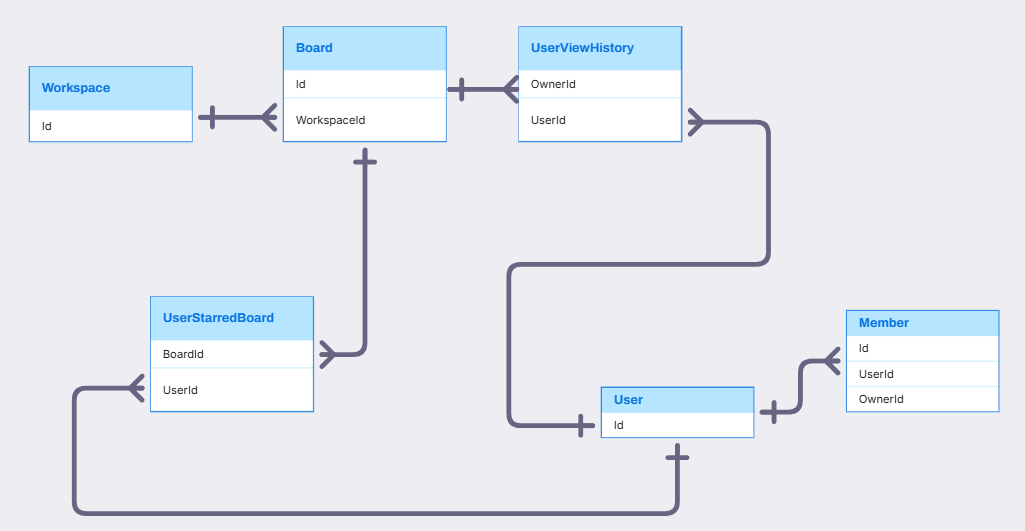 Workspace
Id
Board
Id
WorkspaceId
UserViewHistory
OwnerId
UserId
UserStarredBoard
BoardId
UserId
User
Id
Member
Id
UserId
OwnerId